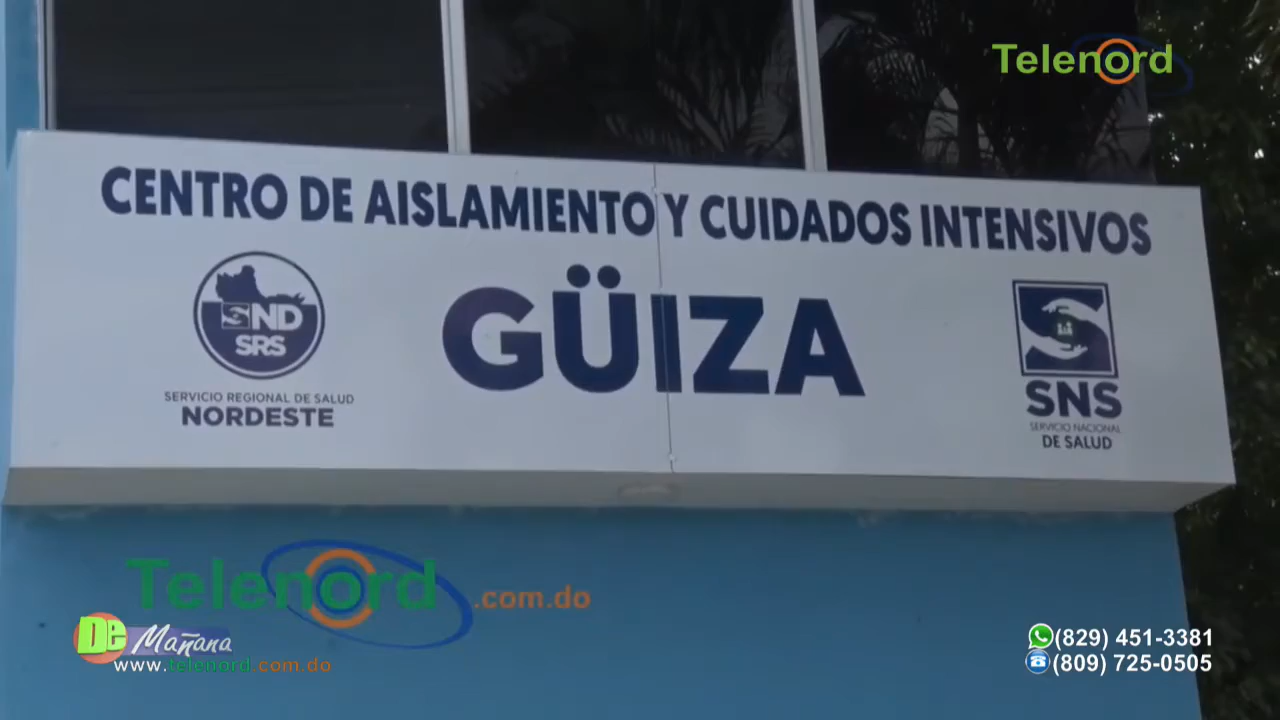 Telenord
CENTRO DE AISLAMIENTO Y CUIDADOS INTENSIVOS
GÜIZA
SND
SRS
SERVICIO REGIONAL DE SALUD
NORDESTE
SNS
SERVICIO NACIONAL
DE SALUD
Telenord.com.do
De Mañana
www.telenord.com.do
(829) 451-3381
(809) 725-0505